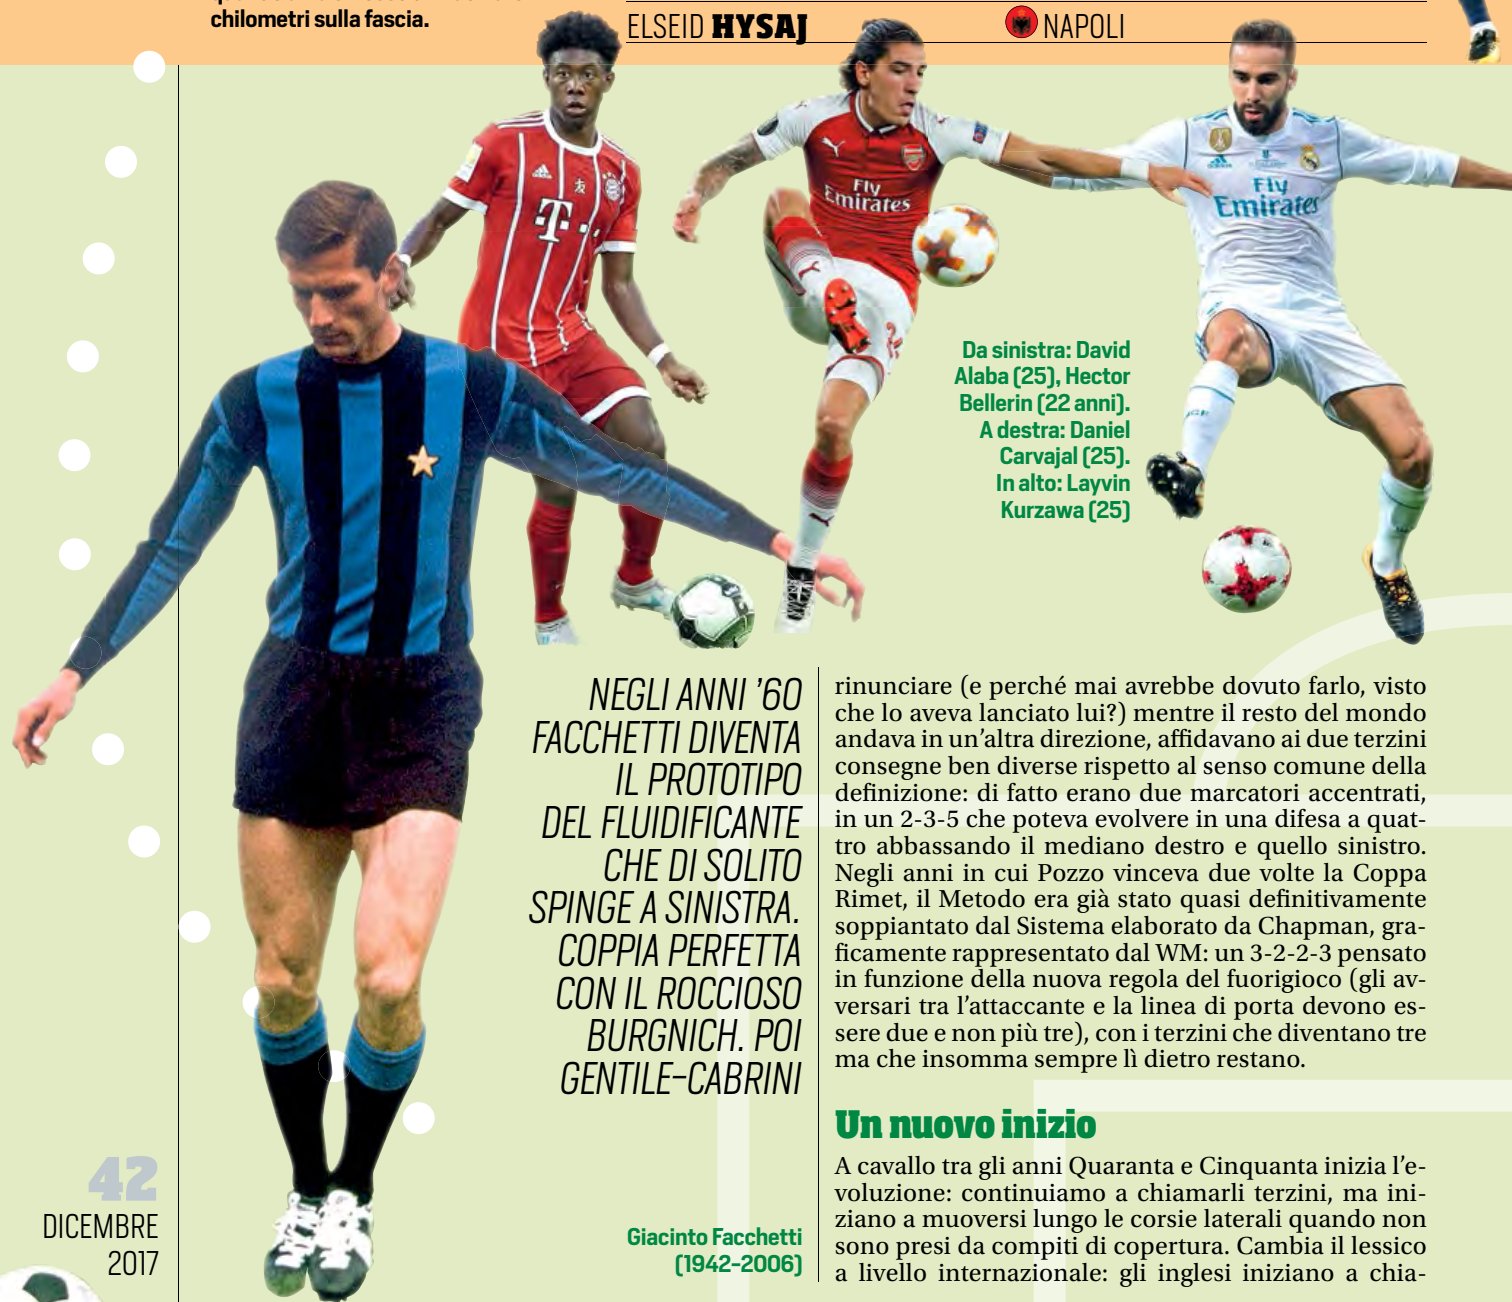 chilometri sulla fascia.
ELSEID HYSAJ NAPOLI
Fly
Emirates
Fly
Emirates
T
Da sinistra: David
Alaba (25), Hector
Bellerin (22 anni).
A destra: Daniel
Carvajal (25).
In alto: Layvin
Kurzawa (25)
NEGLI ANNI ’60
FACCHETTI DIVENTA
IL PROTOTIPO
DEL FLUIDIFICANTE
CHE DI SOLITO
SPINGE A SINISTRA.
COPPIA PERFETTA
CON IL ROCCIOSO
BURGNICH. POI
GENTILE-CABRINI
Giacinto Facchetti
(1942-2006)
rinunciare (e perché mai avrebbe dovuto farlo, visto
che lo aveva lanciato lui?) mentre il resto del mondo
andava in un’altra direzione, affidavano ai due terzini
consegne ben diverse rispetto al senso comune della
definizione: di fatto erano due marcatori accentrati,
in un 2-3-5 che poteva evolvere in una difesa a quat-
tro abbassando il mediano destro e quello sinistro.
Negli anni in cui Pozzo vinceva due volte la Coppa
Rimet, il Metodo era già stato quasi definitivamente
soppiantato dal Sistema elaborato da Chapman, gra-
ficamente rappresentato dal WM: un 3-2-2-3 pensato
in funzione della nuova regola del fuorigioco (gli av-
versari tra l’attaccante e la linea di porta devono es-
sere due e non più tre), con i terzini che diventano tre
ma che insomma sempre lì dietro restano.
Un nuovo inizio
A cavallo tra gli anni Quaranta e Cinquanta inizia l’e-
voluzione: continuiamo a chiamarli terzini, ma ini-
ziano a muoversi lungo le corsie laterali quando non
sono presi da compiti di copertura. Cambia il lessico
a livello internazionale: gli inglesi iniziano a chia-
42
DICEMBRE
2017